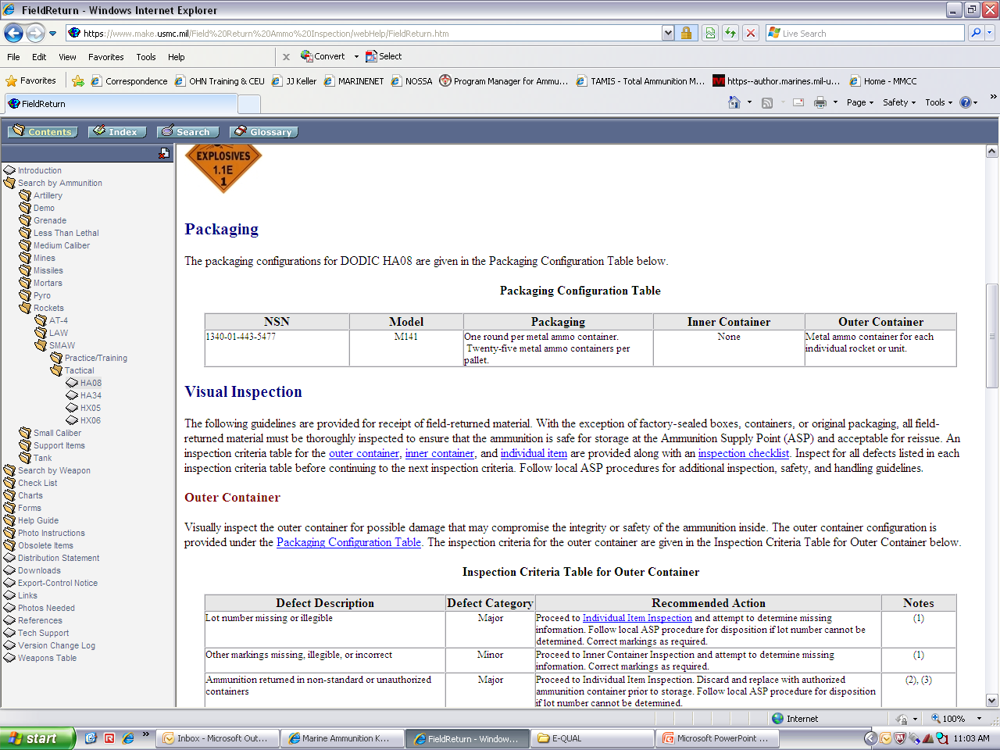 FieldReturn - Windows Internet Explorer
https://www.make.usmc.mil/Field%20Return%20Ammo%20Inspection/webHelp/FieldReturn.htm
Live Search
File Edit View Favorites Tools Help
Convert Select
Favorites Correspondence OHN Training & CEU JJ Keller MARINENET NOSSA Program Manager for Ammu... TAMIS - Total Ammunition M... https--author.marines.mil-u... Home - MMCC
FieldReturn
Page Safety Tools
Contents Index Search Glossary
Introduction
Search by Ammunition
Artillery
Demo
Grenade
Less Than Lethal
Medium Caliber
Mines
Missiles
Mortars
Pyro
Rockets
AT-4
LAW
SMAW
Practice/Training
Tactical
HA08
HA34
HX05
HX06
Small Caliber
Support Items
Tank
Search by Weapon
Check List
Charts
Forms
Help Guide
Photo Instructions
Obsolete Items
Distribution Statement
Downloads
Export-Control Notice
Links
Photos Needed
References
Tech Support
Version Change Log
Weapons Table
EXPLOSIVES
1.1E
1
Packaging
The packaging configurations for DODIC HA08 are given in the Packaging Configuration Table below.
Packaging Configuration Table
NSN Model Packaging Inner Container Outer Container
1340-01-443-5477 M141 One round per metal ammo container. None Metal ammo container for each
Twenty-five metal ammo containers per individual rocket or unit.
pallet.
Visual Inspection
The following guidelines are provided for receipt of field-returned material. With the exception of factory-sealed boxes, containers, or original packaging, all field-
returned material must be thoroughly inspected to ensure that the ammunition is safe for storage at the Ammunition Supply Point (ASP) and acceptable for reissue. An
inspection criteria table for the outer container, inner container, and individual item are provided along with an inspection checklist. Inspect for all defects listed in each
inspection criteria table before continuing to the next inspection criteria. Follow local ASP procedures for additional inspection, safety, and handling guidelines.
Outer Container
Visually inspect the outer container for possible damage that may compromise the integrity or safety of the ammunition inside. The outer container configuration is
provided under the Packaging Configuration Table. The inspection criteria for the outer container are given in the Inspection Criteria Table for Outer Container below.
Inspection Criteria Table for Outer Container
Defect Description Defect Category Recommended Action Notes
Lot number missing or illegible Major Proceed to Individual Item Inspection and attempt to determine missing (1)
information. Follow local ASP procedure for disposition if lot number cannot be
determined. Correct markings as required.
Other markings missing, illegible, or incorrect Minor Proceed to Inner Container Inspection and attempt to determine missing (1)
information. Correct markings as required.
Ammunition returned in non-standard or unauthorized Major Proceed to Individual Item Inspection. Discard and replace with authorized (2), (3)
containers ammunition container prior to storage. Follow local ASP procedure for disposition
if lot number cannot be determined.
Internet 100%
start Inbox - Microsoft Out... Marine Ammunition K... FieldReturn - Window... E-QUAL Microsoft PowerPoint ... 11:03 AM